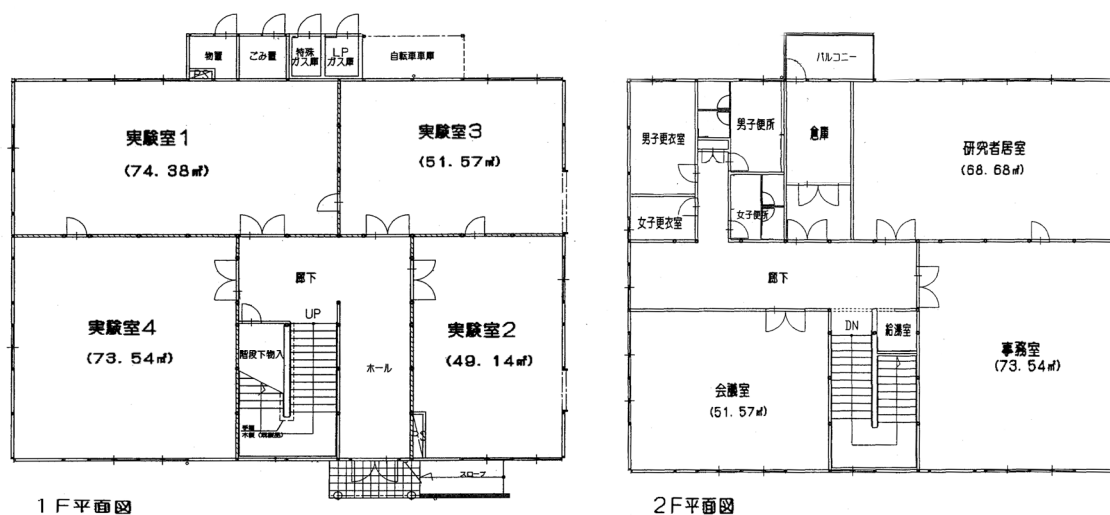 物置
ごみ置
特殊
ガス庫
LP
ガス庫
自転車車庫
実験室1
(74.38㎡)
実験室3
(51.57㎡)
廊下
実験室4
(73.54㎡)
UP
階段下物入
ホール
実験室2
(49.14㎡)
スロープ
1F平面図
バルコニー
男子更衣室
男子便所
倉庫
研究者居室
(68.68㎡)
女子更衣室
女子便所
廊下
DN
給湯室
事務室
(73.54㎡)
会議室
(51.57㎡)
2F平面図